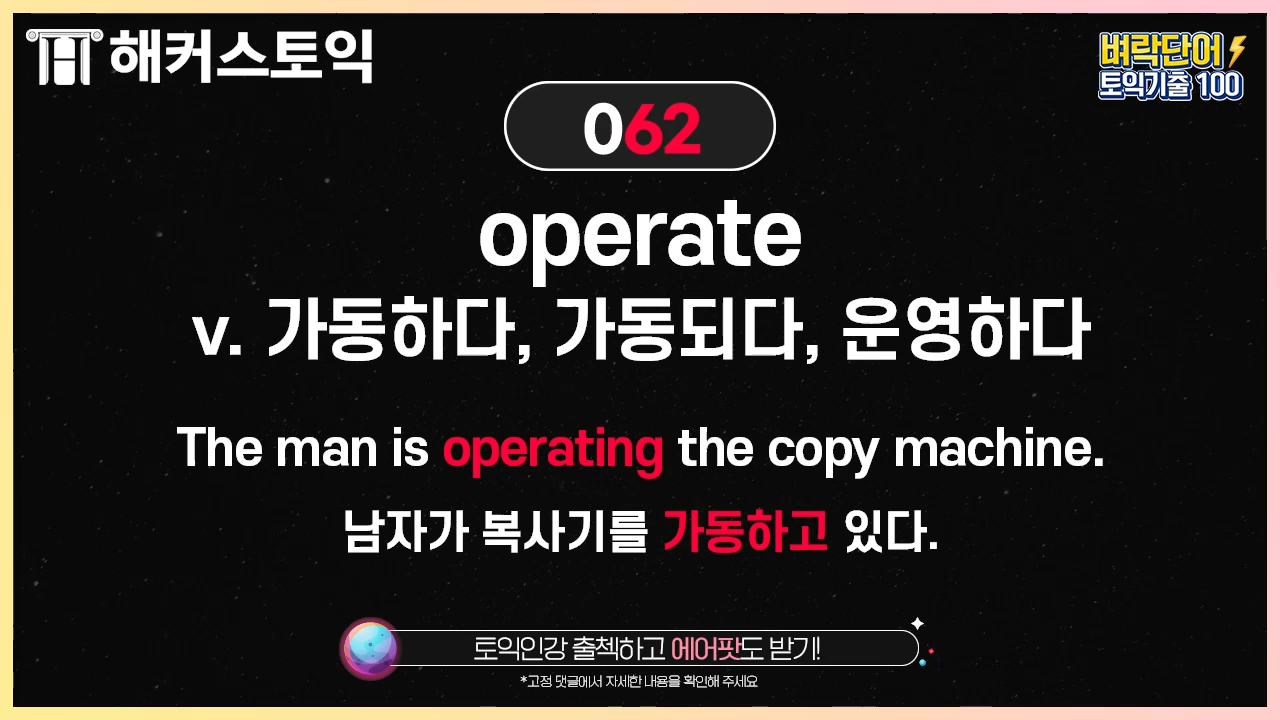 해커스토익
벼락단어
토익기출 100
062
operate
v. 가동하다, 가동되다, 운영하다
The man is operating the copy machine.
남자가 복사기를 가동하고 있다.
토익인강 출첵하고 에어팟도 받기!
*고정 댓글에서 자세한 내용을 확인해 주세요